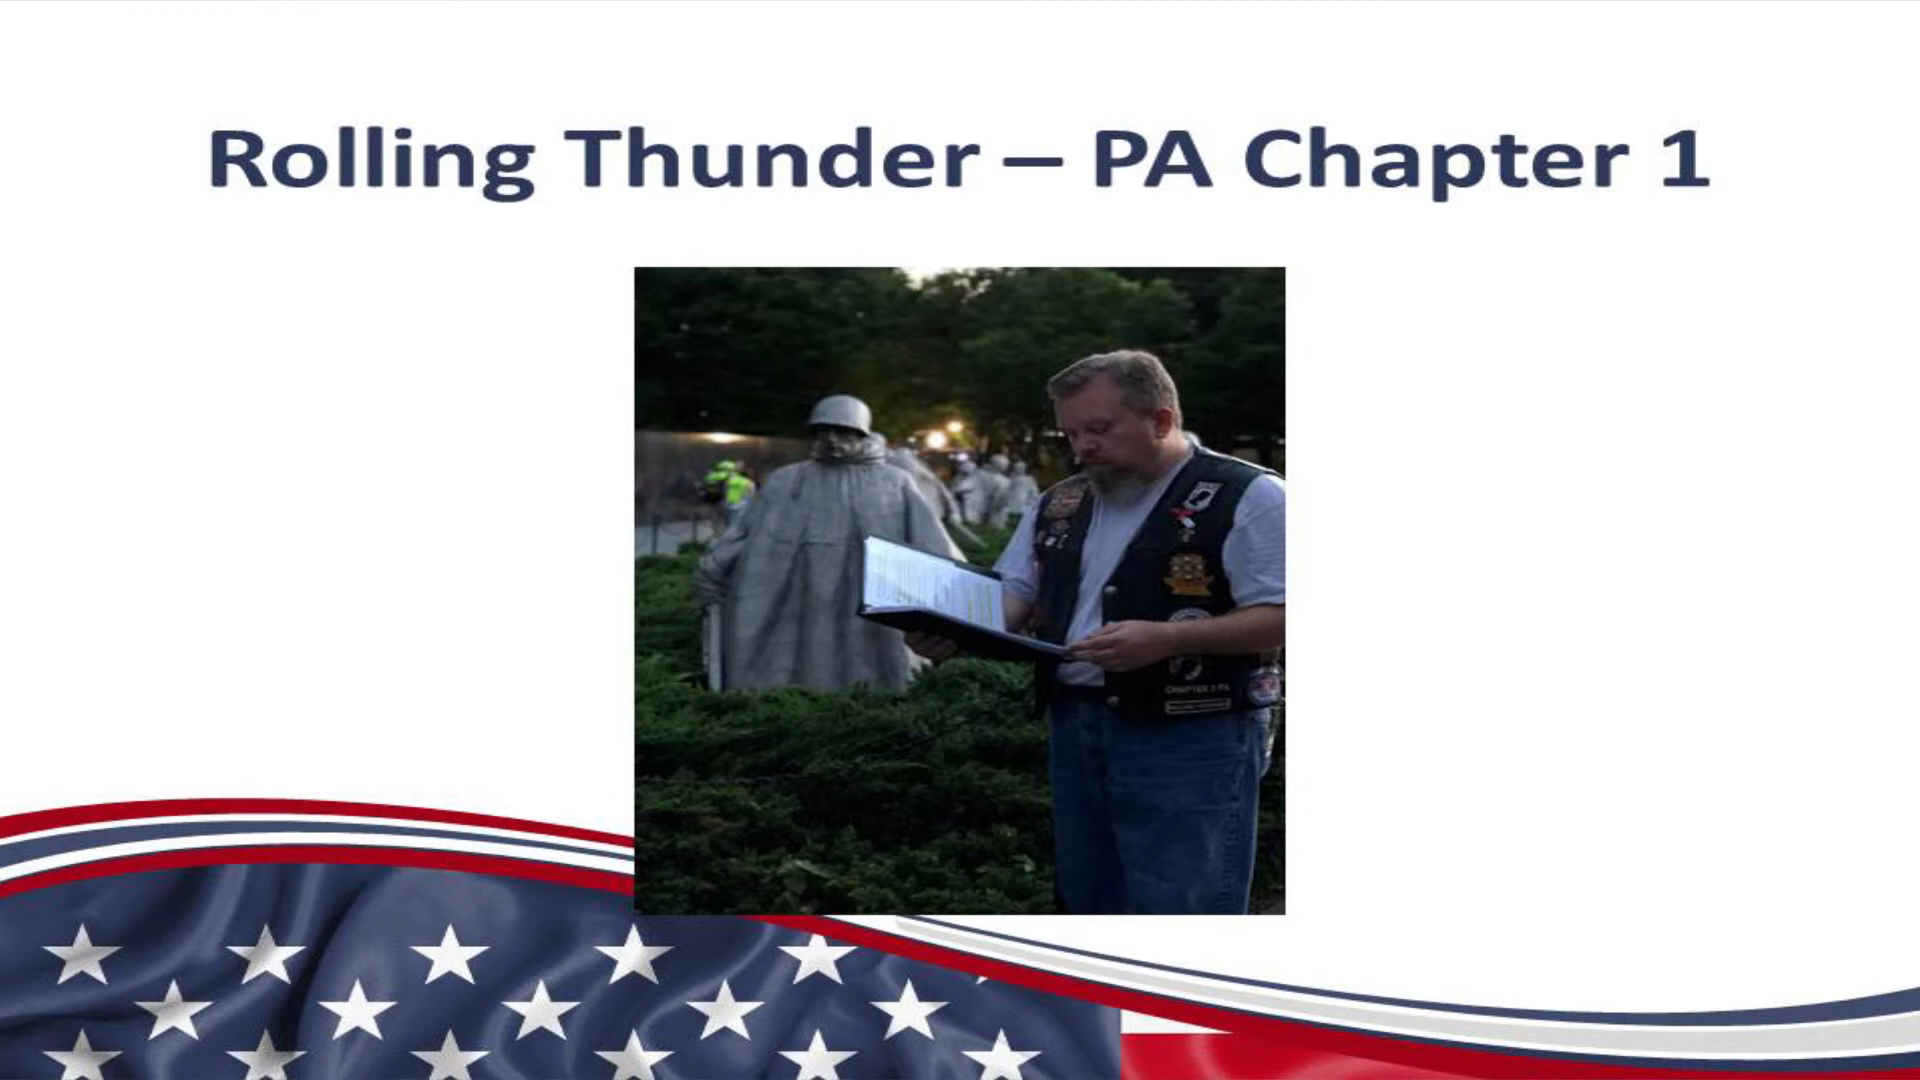 Rolling Thunder – PA Chapter 1